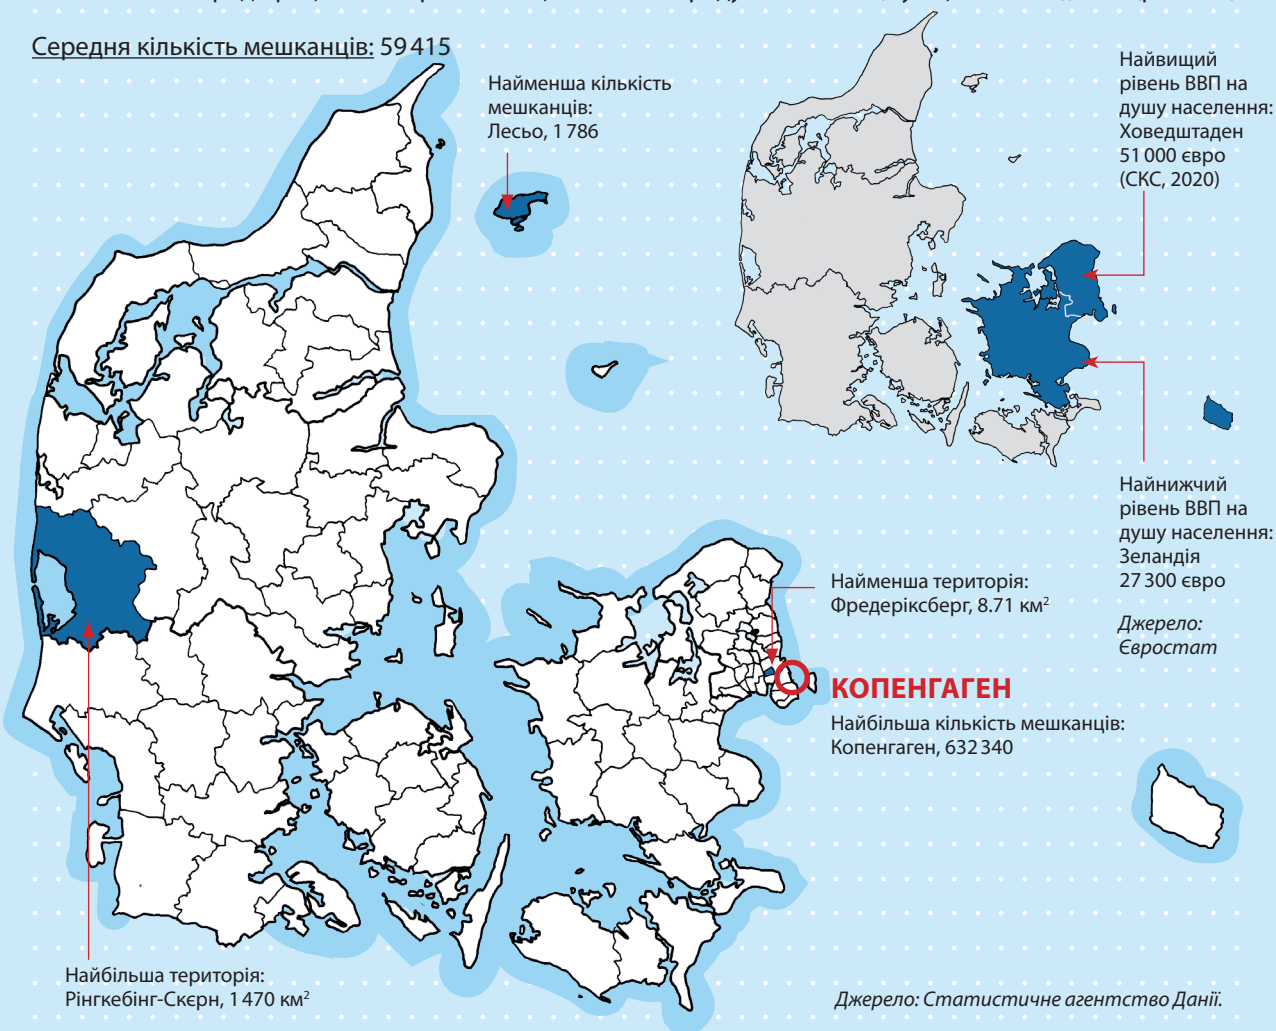 Середня кількість мешканців: 59 415
Найменша кількість
мешканців:
Лесьо, 1 786
Найвищий
рівень ВВП на
душу населення:
Ховедштаден
51 000 євро
(СКС, 2020)
Найнижчий
рівень ВВП на
душу населення:
Зеландія
27 300 євро
Джерело:
Євростат
Найменша територія:
Фредеріксберг, 8.71 км²
КОПЕНГАГЕН
Найбільша кількість мешканців:
Копенгаген, 632 340
Найбільша територія:
Рінгкебінг-Скєрн, 1 470 км²
Джерело: Статистичне агентство Данії.